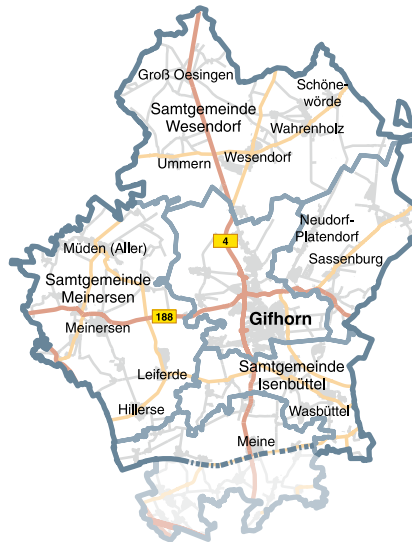 Groß Oesingen
Schöne-
wörde
Samtgemeinde
Wesendorf
Wahrenholz
Wesendorf
Ummern
Neudorf-
Platendorf
Müden (Aller)
4
Sassenburg
Samtgemeinde
Meinersen
188
Gifhorn
Meinersen
Samtgemeinde
Isenbüttel
Leiferde
Hillerse
Wasbüttel
Meine